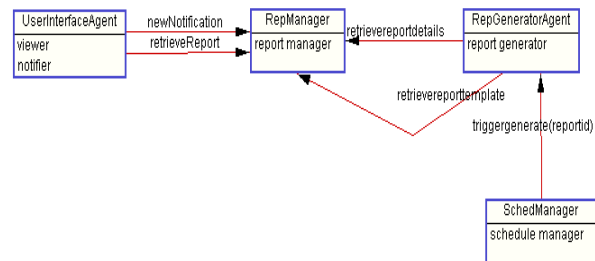 UserInterfaceAgent
viewer
notifier
newNotification
retrieveReport
RepManager
report manager
retrievereportdetails
RepGeneratorAgent
report generator
retrievereporttemplate
triggergenerate(reportid)
SchedManager
schedule manager